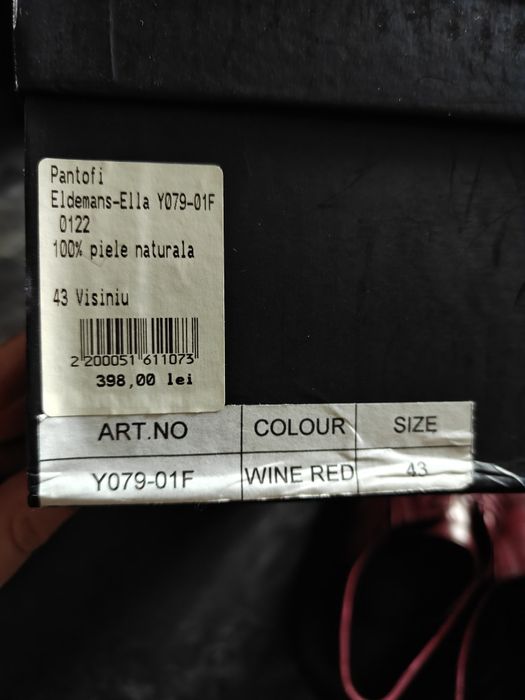 Pantofi
Eldemans-Ella Y079-01F
0122
100% piele naturala
43 Visiniu
2 200051 611073
398,00 lei
ART.NO COLOUR SIZE
Y079-01F WINE RED 43